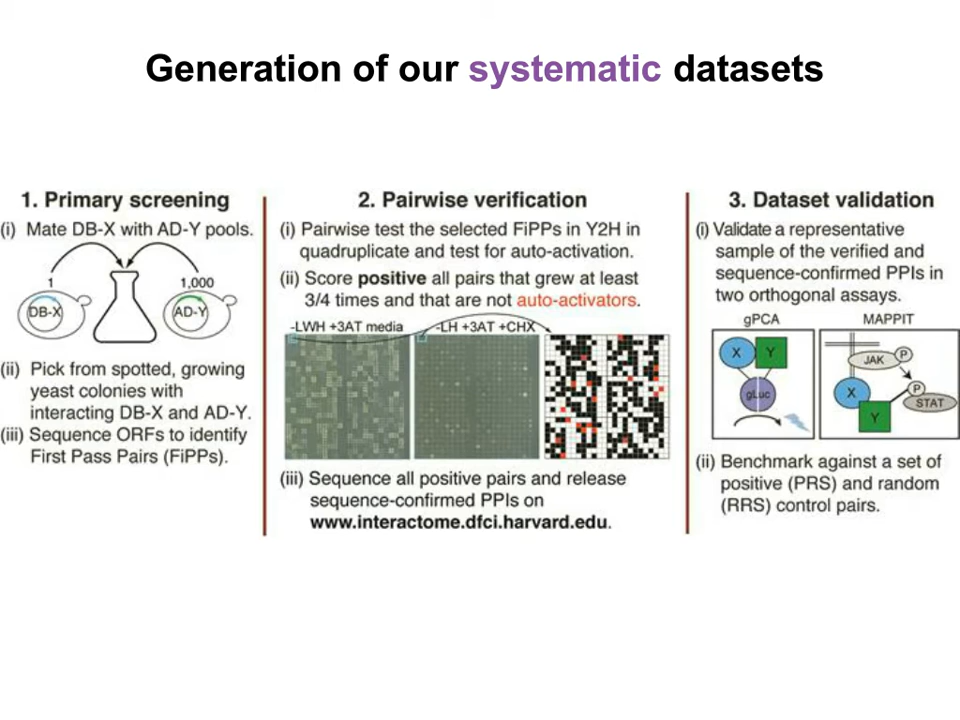 Generation of our systematic datasets
1. Primary screening
(i) Mate DB-X with AD-Y pools.
1
1,000
DB-X
AD-Y
(ii) Pick from spotted, growing
yeast colonies with
interacting DB-X and AD-Y.
(iii) Sequence ORFs to identify
First Pass Pairs (FiPPs).
2. Pairwise verification
(i) Pairwise test the selected FiPPs in Y2H in
quadruplicate and test for auto-activation.
(ii) Score positive all pairs that grew at least
3/4 times and that are not auto-activators.
-LWH +3AT media
-LH +3AT +CHX
(iii) Sequence all positive pairs and release
sequence-confirmed PPIs on
www.interactome.dfci.harvard.edu.
3. Dataset validation
(i) Validate a representative
sample of the verified and
sequence-confirmed PPIs in
two orthogonal assays.
gPCA
MAPPIT
X
Y
gLuc
JAK
P
X
P
STAT
Y
(ii) Benchmark against a set of
positive (PRS) and random
(RRS) control pairs.